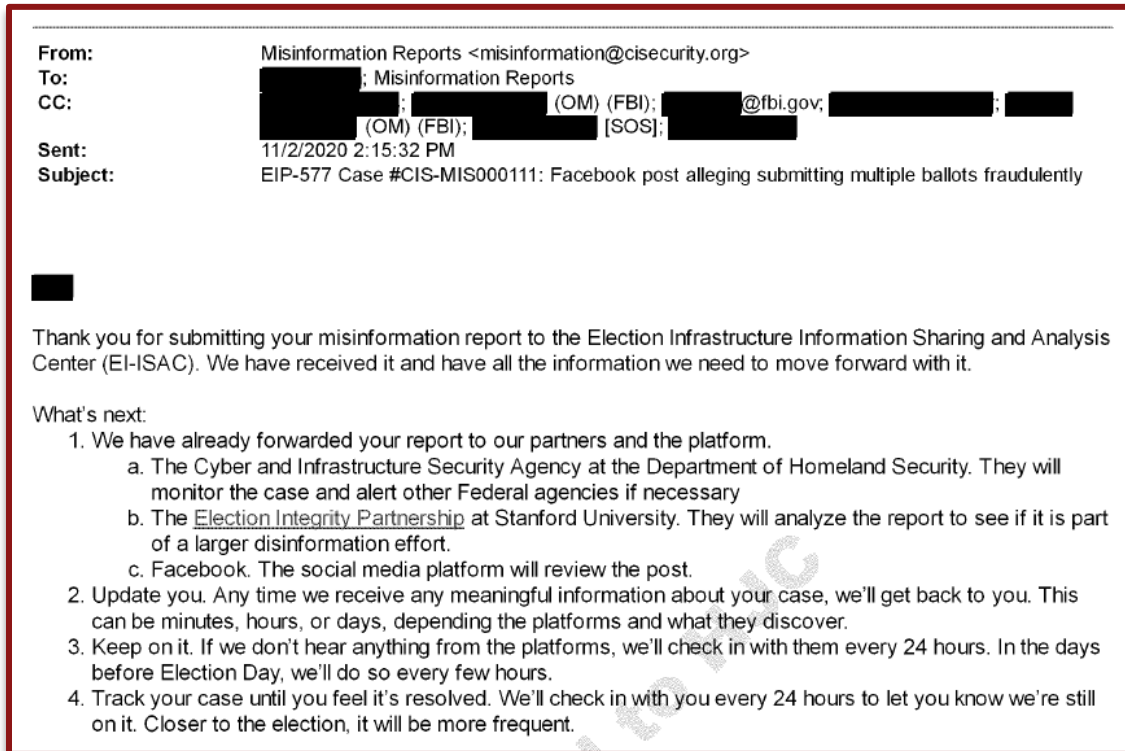 From: Misinformation Reports <misinformation@cisecurity.org>
To: ; Misinformation Reports
CC: ; (OM) (FBI); @fbi.gov; ;
(OM) (FBI); [SOS];
Sent: 11/2/2020 2:15:32 PM
Subject: EIP-577 Case #CIS-MIS000111: Facebook post alleging submitting multiple ballots fraudulently
Thank you for submitting your misinformation report to the Election Infrastructure Information Sharing and Analysis
Center (EI-ISAC). We have received it and have all the information we need to move forward with it.
What's next:
1. We have already forwarded your report to our partners and the platform.
a. The Cyber and Infrastructure Security Agency at the Department of Homeland Security. They will
monitor the case and alert other Federal agencies if necessary
b. The Election Integrity Partnership at Stanford University. They will analyze the report to see if it is part
of a larger disinformation effort.
c. Facebook. The social media platform will review the post.
2. Update you. Any time we receive any meaningful information about your case, we'll get back to you. This
can be minutes, hours, or days, depending the platforms and what they discover.
3. Keep on it. If we don't hear anything from the platforms, we'll check in with them every 24 hours. In the days
before Election Day, we'll do so every few hours.
4. Track your case until you feel it's resolved. We'll check in with you every 24 hours to let you know we're still
on it. Closer to the election, it will be more frequent.
to HJC